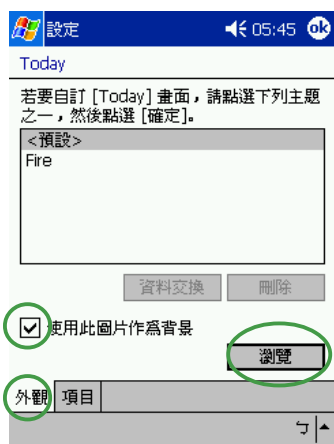 設定 05:45 ok
Today
若要自訂 [Today] 畫面，請點選下列主題
之一，然後點選 [確定]。
<預設>
Fire
資料交換 刪除
使用此圖片作爲背景
瀏覽
外觀 項目
ㄅ